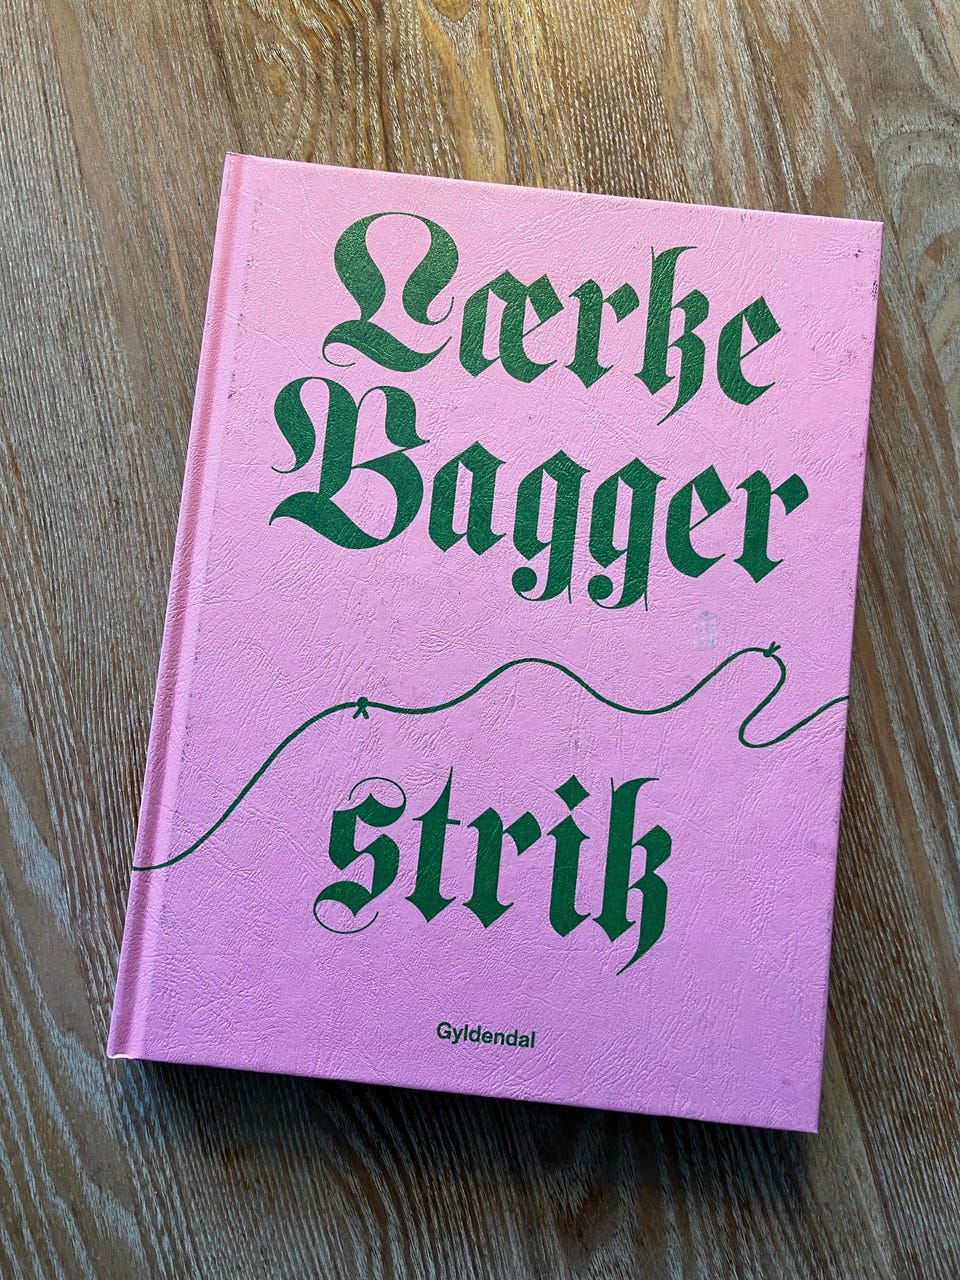 Lærke
Bagger
strik
Gyldendal